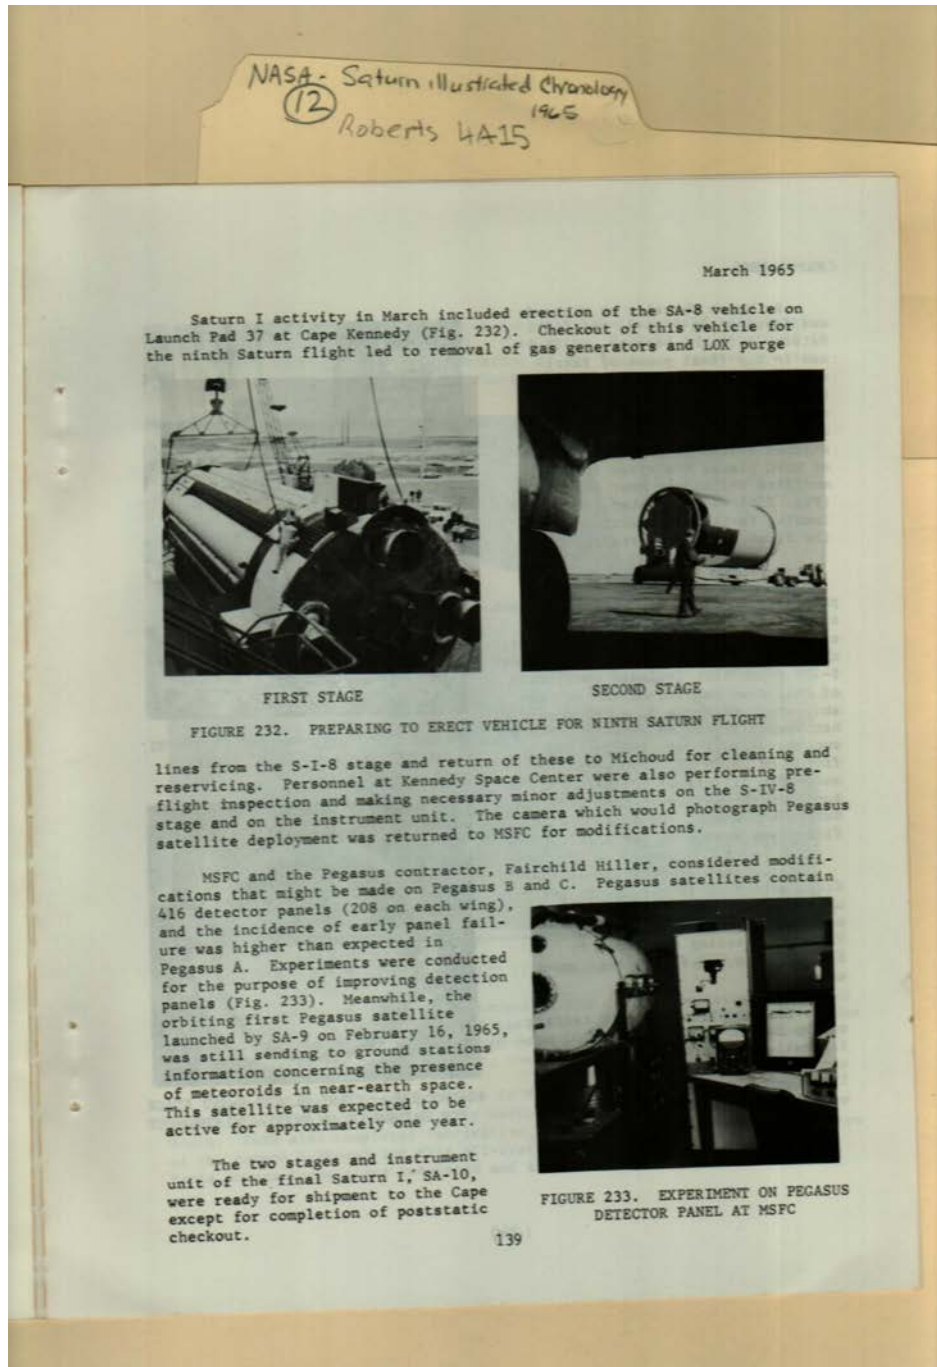 NASA - Saturn illustrated Chronology
12
1965
Roberts 4A15
March 1965
Saturn I activity in March included erection of the SA-8 vehicle on
Launch Pad 37 at Cape Kennedy (Fig. 232). Checkout of this vehicle for
the ninth Saturn flight led to removal of gas generators and LOX purge
FIRST STAGE
SECOND STAGE
FIGURE 232. PREPARING TO ERECT VEHICLE FOR NINTH SATURN FLIGHT
lines from the S-I-8 stage and return of these to Michoud for cleaning and
reservicing. Personnel at Kennedy Space Center were also performing pre-
flight inspection and making necessary minor adjustments on the S-IV-8
stage and on the instrument unit. The camera which would photograph Pegasus
satellite deployment was returned to MSFC for modifications.
MSFC and the Pegasus contractor, Fairchild Hiller, considered modifi-
cations that might be made on Pegasus B and C. Pegasus satellites contain
416 detector panels (208 on each wing),
and the incidence of early panel fail-
ure was higher than expected in
Pegasus A. Experiments were conducted
for the purpose of improving detection
panels (Fig. 233). Meanwhile, the
orbiting first Pegasus satellite
launched by SA-9 on February 16, 1965,
was still sending to ground stations
information concerning the presence
of meteoroids in near-earth space.
This satellite was expected to be
active for approximately one year.
The two stages and instrument
unit of the final Saturn I, SA-10,
were ready for shipment to the Cape
except for completion of poststatic
checkout.
FIGURE 233. EXPERIMENT ON PEGASUS
DETECTOR PANEL AT MSFC
139